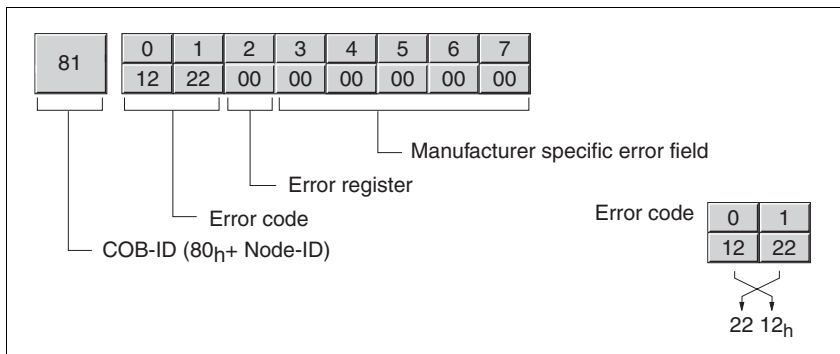 81
0 1 2 3 4 5 6 7
12 22 00 00 00 00 00 00
Manufacturer specific error field
Error register
Error code
COB-ID (80h+ Node-ID)
Error code
0 1
12 22
22 12h